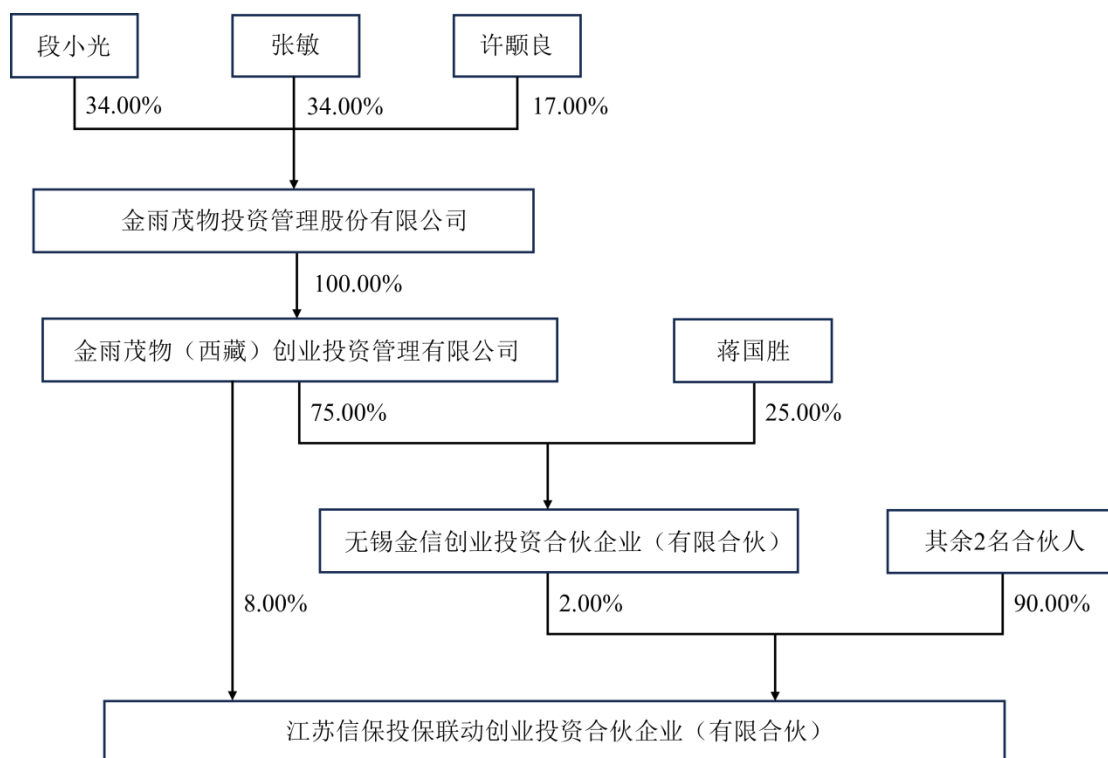 段小光
张敏
许颙良
34.00%
34.00%
17.00%
金雨茂物投资管理股份有限公司
100.00%
金雨茂物（西藏）创业投资管理有限公司
蒋国胜
75.00%
25.00%
无锡金信创业投资合伙企业（有限合伙）
其余2名合伙人
8.00%
2.00%
90.00%
江苏信保投保联动创业投资合伙企业（有限合伙）